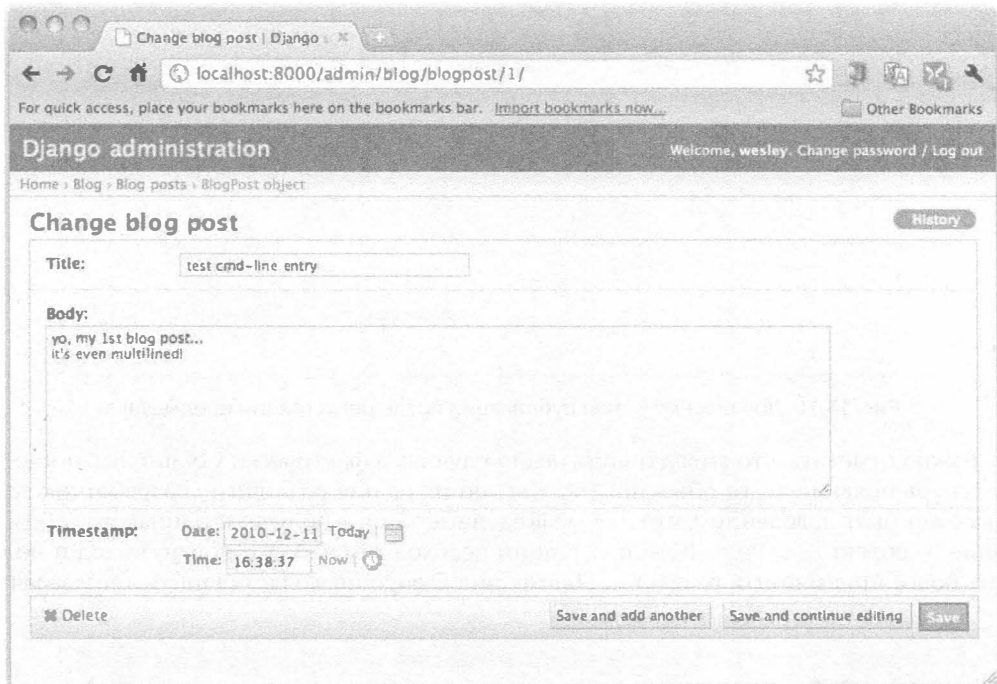 Change blog post | Django s
localhost:8000/admin/blog/blogpost/1/
For quick access, place your bookmarks here on the bookmarks bar. Import bookmarks now...
Other Bookmarks
Django administration
Welcome, wesley. Change password / Log out
Home › Blog › Blog posts › BlogPost object
Change blog post
History
Title:
test cmd-line entry
Body:
yo, my 1st blog post...
it's even multilined!
Timestamp:
Date: 2010-12-11 Today
Time: 16:38:37 Now |
Delete
Save and add another
Save and continue editing
Save